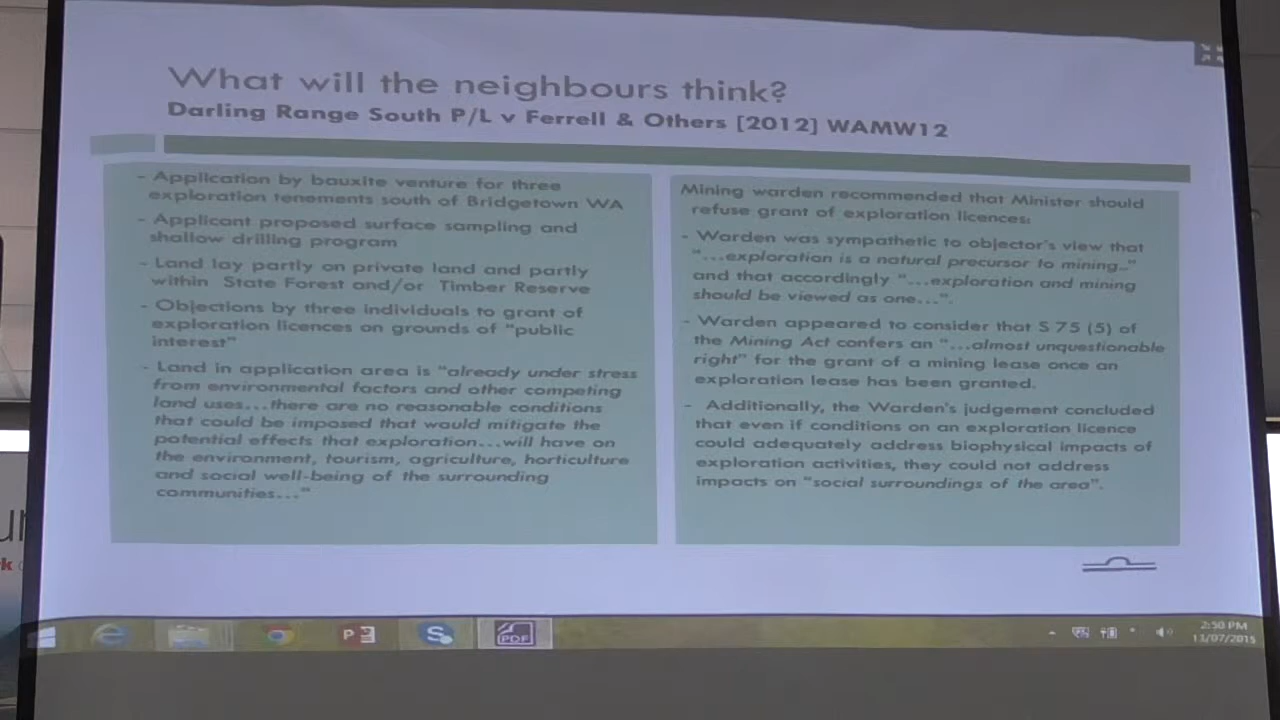 What will the neighbours think?
Darling Range South P/L v Ferrell & Others [2012] WAMW12
- Application by bauxite venture for three
exploration tenements south of Bridgetown WA
- Applicant proposed surface sampling and
shallow drilling program
- Land lay partly on private land and partly
within State Forest and/or Timber Reserve
- Objections by three individuals to grant of
exploration licences on grounds of "public
interest"
- Land in application area is "already under stress
from environmental factors and other competing
land uses...there are no reasonable conditions
that could be imposed that would mitigate the
potential effects that exploration...will have on
the environment, tourism, agriculture, horticulture
and social well-being of the surrounding
communities..."
Mining warden recommended that Minister should
refuse grant of exploration licences:
- Warden was sympathetic to objector's view that
"...exploration is a natural precursor to mining..."
and that accordingly "...exploration and mining
should be viewed as one...".
- Warden appeared to consider that S 75 (5) of
the Mining Act confers an "...almost unquestionable
right" for the grant of a mining lease once an
exploration lease has been granted.
- Additionally, the Warden's judgement concluded
that even if conditions on an exploration licence
could adequately address biophysical impacts of
exploration activities, they could not address
impacts on "social surroundings of the area".
PDF
2:50 PM
13/07/2015